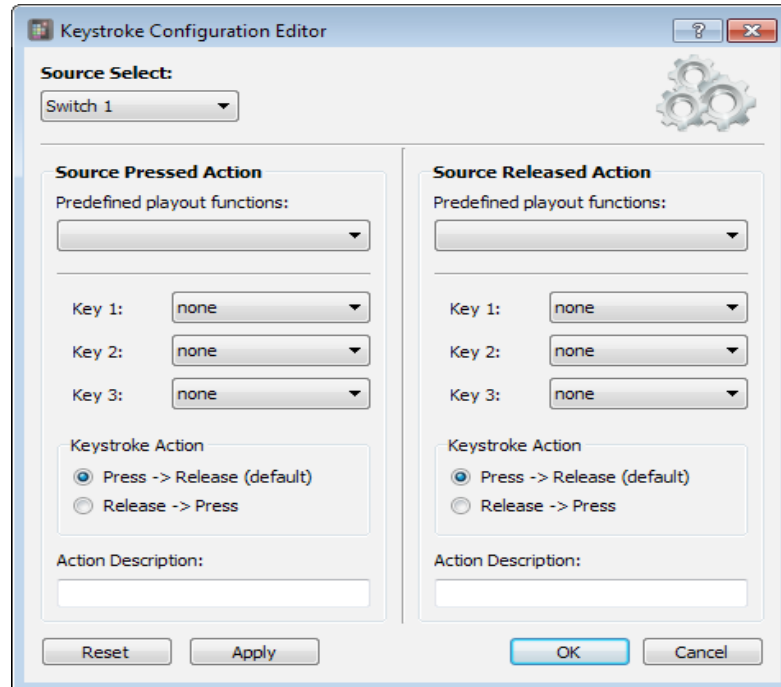 Keystroke Configuration Editor
?
Source Select:
Switch 1
Source Pressed Action
Predefined playout functions:
Key 1: none
Key 2: none
Key 3: none
Keystroke Action
Press -> Release (default)
Release -> Press
Action Description:
Source Released Action
Predefined playout functions:
Key 1: none
Key 2: none
Key 3: none
Keystroke Action
Press -> Release (default)
Release -> Press
Action Description:
Reset Apply OK Cancel